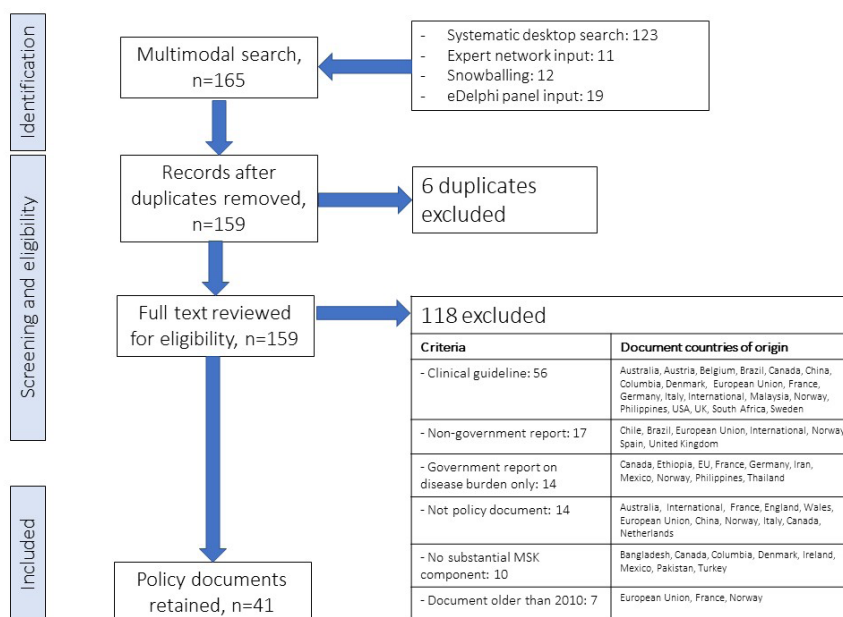 Identification
Multimodal search,
n=165
- Systematic desktop search: 123
- Expert network input: 11
- Snowballing: 12
- eDelphi panel input: 19
Screening and eligibility
Records after
duplicates removed,
n=159
6 duplicates
excluded
Full text reviewed
for eligibility, n=159
118 excluded
Criteria
Document countries of origin
- Clinical guideline: 56
Australia, Austria, Belgium, Brazil, Canada, China,
Columbia, Denmark, European Union, France,
Germany, Italy, International, Malaysia, Norway,
Philippines, USA, UK, South Africa, Sweden
- Non-government report: 17
Chile, Brazil, European Union, International, Norway
Spain, United Kingdom
- Government report on
disease burden only: 14
Canada, Ethiopia, EU, France, Germany, Iran,
Mexico, Norway, Philippines, Thailand
- Not policy document: 14
Australia, International, France, England, Wales,
European Union, China, Norway, Italy, Canada,
Netherlands
- No substantial MSK
component: 10
Bangladesh, Canada, Columbia, Denmark, Ireland,
Mexico, Pakistan, Turkey
- Document older than 2010: 7
European Union, France, Norway
Included
Policy documents
retained, n=41